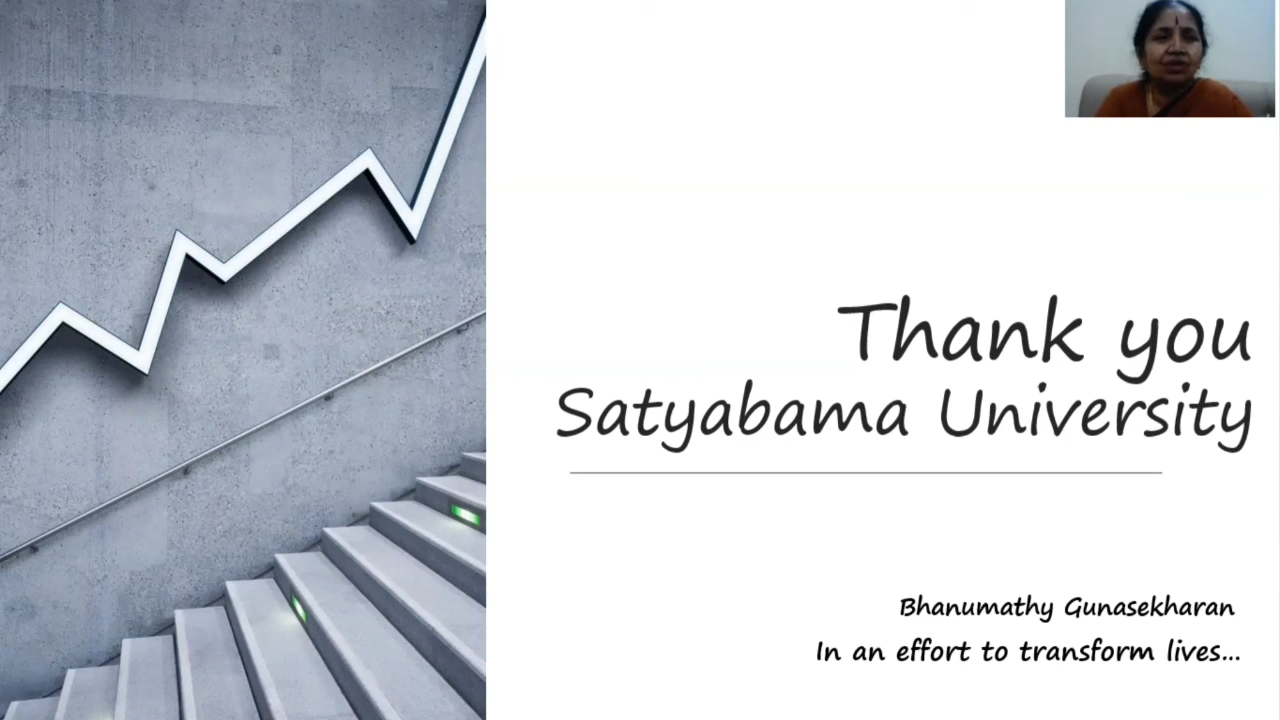 Thank you
Satyabama University
Bhanumathy Gunasekharan
In an effort to transform lives...